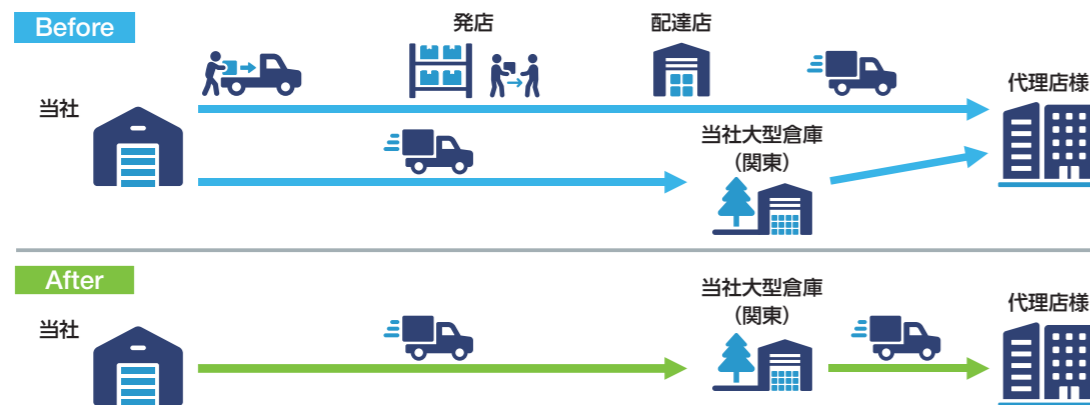 Before
発店
配達店
当社
代理店様
当社大型倉庫
（関東）
After
当社
当社大型倉庫
（関東）
代理店様